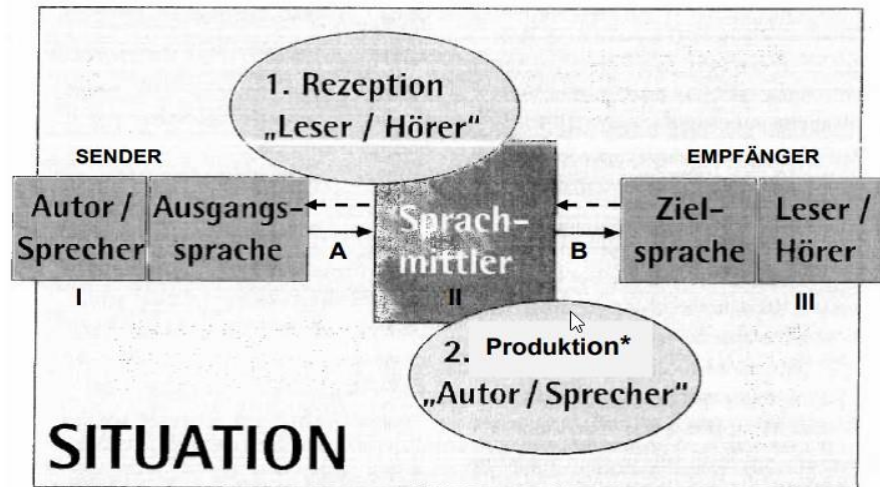 1. Rezeption
„Leser / Hörer“
SENDER
EMPFÄNGER
Autor /
Sprecher
Ausgangs-
sprache
A
Sprach-
mittler
B
Ziel-
sprache
Leser /
Hörer
I
II
III
2. Produktion*
„Autor / Sprecher“
SITUATION